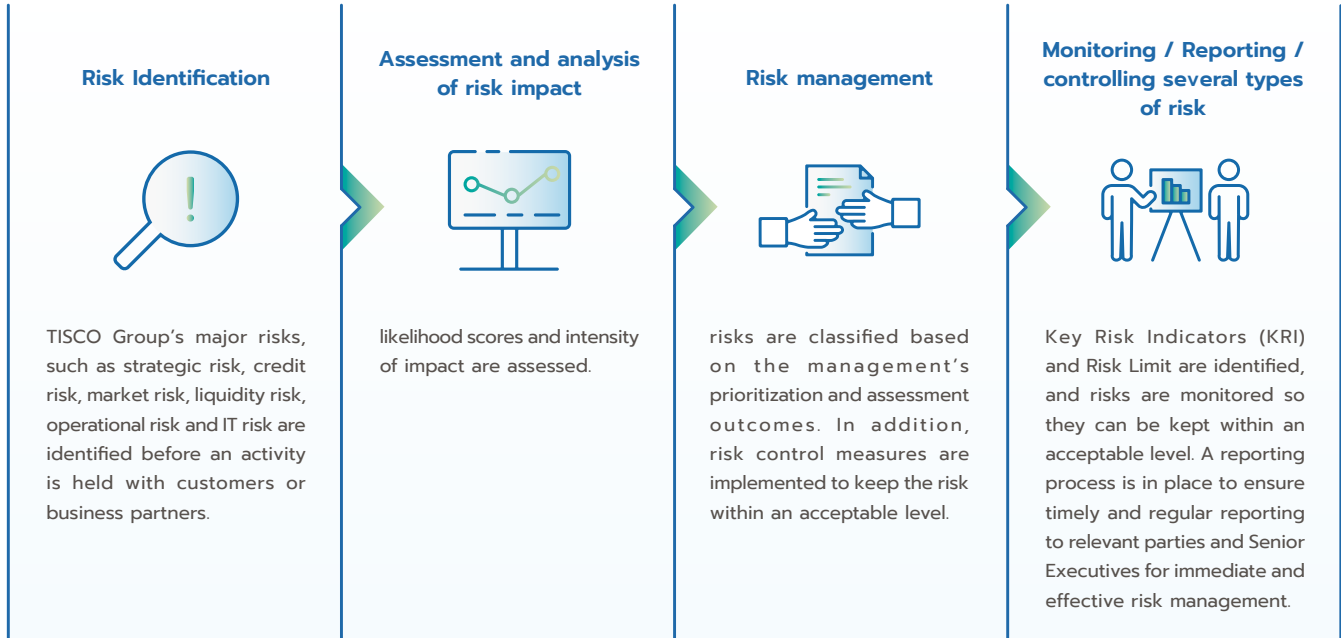 Risk Identification
TISCO Group's major risks,
such as strategic risk, credit
risk, market risk, liquidity risk,
operational risk and IT risk are
identified before an activity
is held with customers or
business partners.
Assessment and analysis
of risk impact
likelihood scores and intensity
of impact are assessed.
Risk management
risks are classified based
on the management's
prioritization and assessment
outcomes. In addition,
risk control measures are
implemented to keep the risk
within an acceptable level.
Monitoring / Reporting /
controlling several types
of risk
Key Risk Indicators (KRI)
and Risk Limit are identified,
and risks are monitored so
they can be kept within an
acceptable level. A reporting
process is in place to ensure
timely and regular reporting
to relevant parties and Senior
Executives for immediate and
effective risk management.